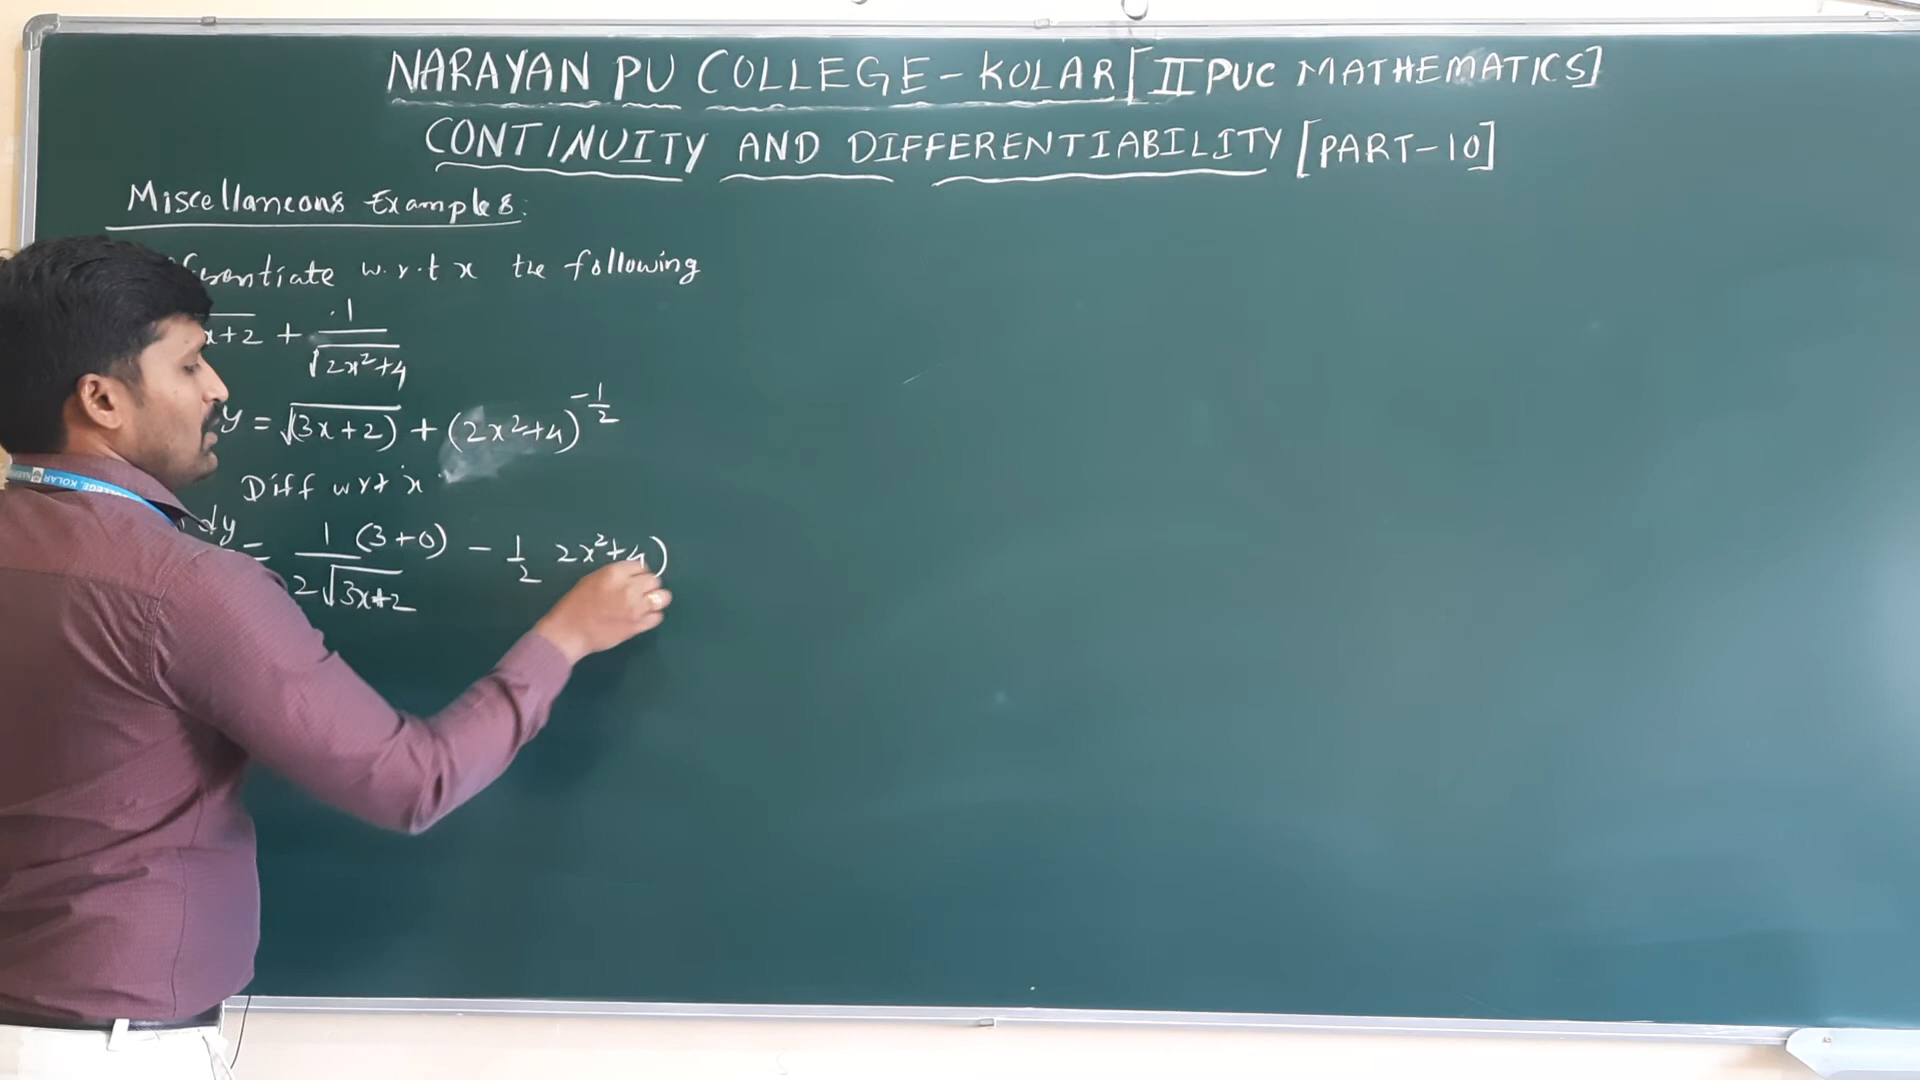 NARAYAN PU COLLEGE - KOLAR [II PUC MATHEMATICS]
CONTINUITY AND DIFFERENTIABILITY [PART-10]
Miscellaneous Examples:
w.r.t x the following
x+2 + 1/√2x²+4
y = √(3x+2) + (2x²+4)^-1/2
Diff w r t x
dy = 1/2√3x+2 (3+0) - 1/2 2x²+4)
COLLEGE, KOLAR